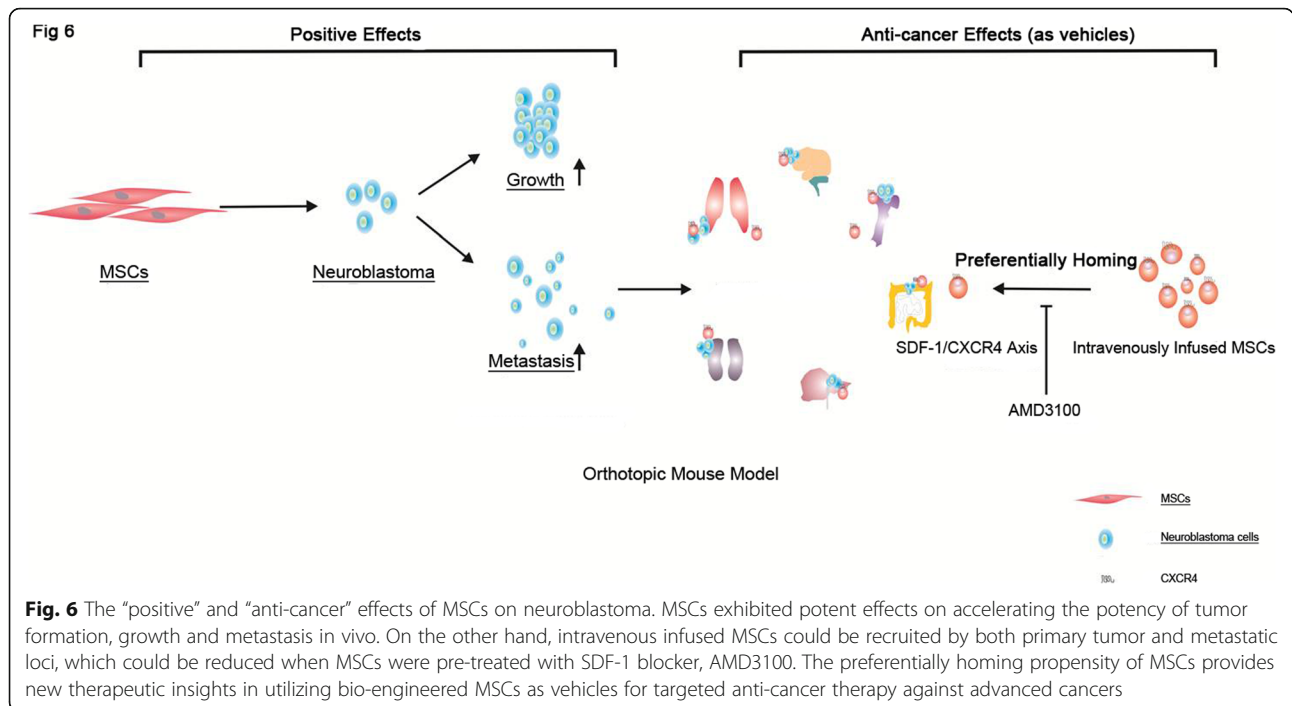 Fig 6
Positive Effects
Anti-cancer Effects (as vehicles)
Growth
MSCs
Neuroblastoma
Metastasis
Preferentially Homing
SDF-1/CXCR4 Axis
Intravenously Infused MSCs
AMD3100
Orthotopic Mouse Model
MSCs
Neuroblastoma cells
CXCR4
Fig. 6 The "positive" and "anti-cancer" effects of MSCs on neuroblastoma. MSCs exhibited potent effects on accelerating the potency of tumor
formation, growth and metastasis in vivo. On the other hand, intravenous infused MSCs could be recruited by both primary tumor and metastatic
loci, which could be reduced when MSCs were pre-treated with SDF-1 blocker, AMD3100. The preferentially homing propensity of MSCs provides
new therapeutic insights in utilizing bio-engineered MSCs as vehicles for targeted anti-cancer therapy against advanced cancers